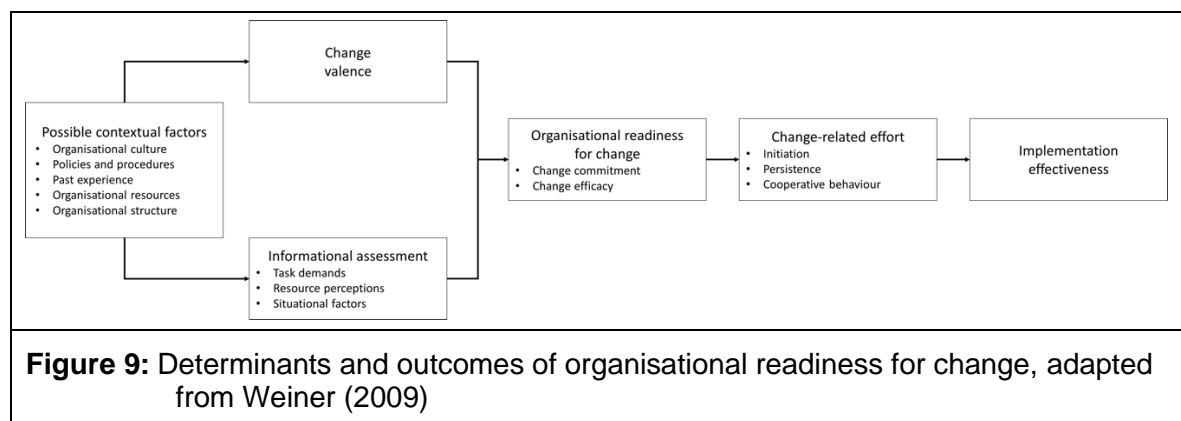 Change
valence
Possible contextual factors
• Organisational culture
• Policies and procedures
• Past experience
• Organisational resources
• Organisational structure
Informational assessment
• Task demands
• Resource perceptions
• Situational factors
Organisational readiness
for change
• Change commitment
• Change efficacy
Change-related effort
• Initiation
• Persistence
• Cooperative behaviour
Implementation
effectiveness
Figure 9: Determinants and outcomes of organisational readiness for change, adapted
from Weiner (2009)